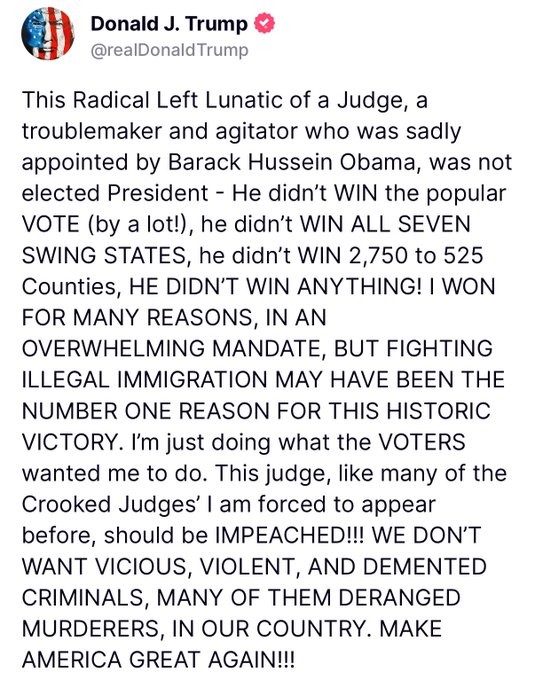 Donald J. Trump
@realDonaldTrump
This Radical Left Lunatic of a Judge, a
troublemaker and agitator who was sadly
appointed by Barack Hussein Obama, was not
elected President - He didn’t WIN the popular
VOTE (by a lot!), he didn’t WIN ALL SEVEN
SWING STATES, he didn’t WIN 2,750 to 525
Counties, HE DIDN’T WIN ANYTHING! I WON
FOR MANY REASONS, IN AN
OVERWHELMING MANDATE, BUT FIGHTING
ILLEGAL IMMIGRATION MAY HAVE BEEN THE
NUMBER ONE REASON FOR THIS HISTORIC
VICTORY. I’m just doing what the VOTERS
wanted me to do. This judge, like many of the
Crooked Judges’ I am forced to appear
before, should be IMPEACHED!!! WE DON’T
WANT VICIOUS, VIOLENT, AND DEMENTED
CRIMINALS, MANY OF THEM DERANGED
MURDERERS, IN OUR COUNTRY. MAKE
AMERICA GREAT AGAIN!!!